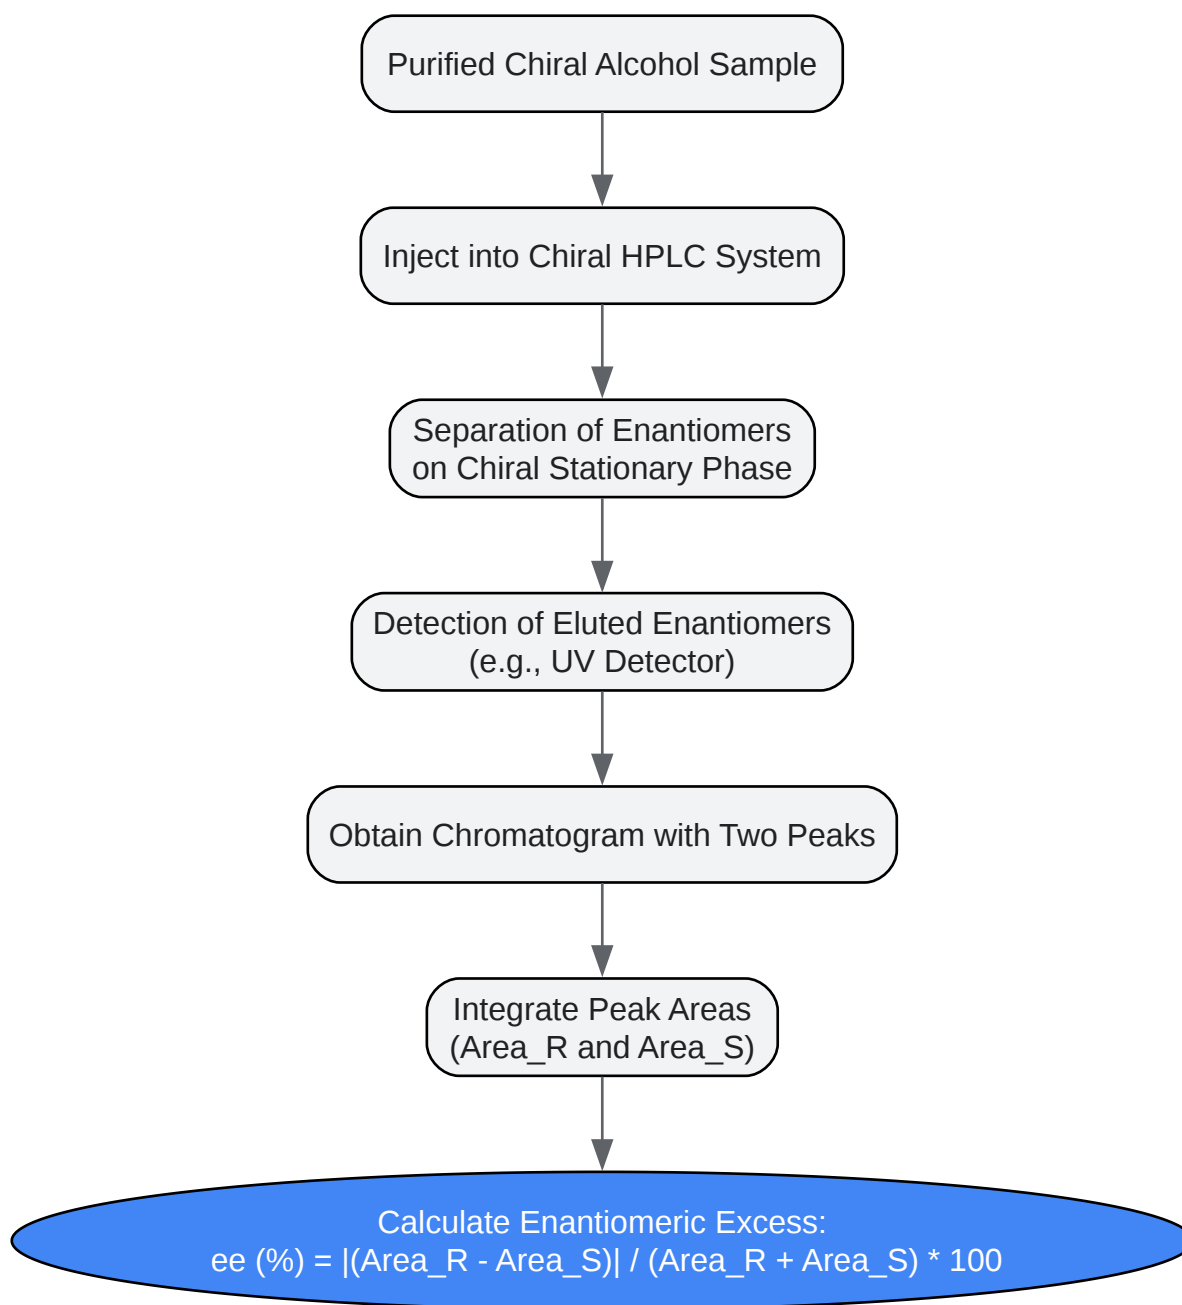 Purified Chiral Alcohol Sample
Inject into Chiral HPLC System
Separation of Enantiomers
on Chiral Stationary Phase
Detection of Eluted Enantiomers
(e.g., UV Detector)
Obtain Chromatogram with Two Peaks
Integrate Peak Areas
(Area_R and Area_S)
Calculate Enantiomeric Excess:
ee (%) = |(Area_R - Area_S)| / (Area_R + Area_S) * 100